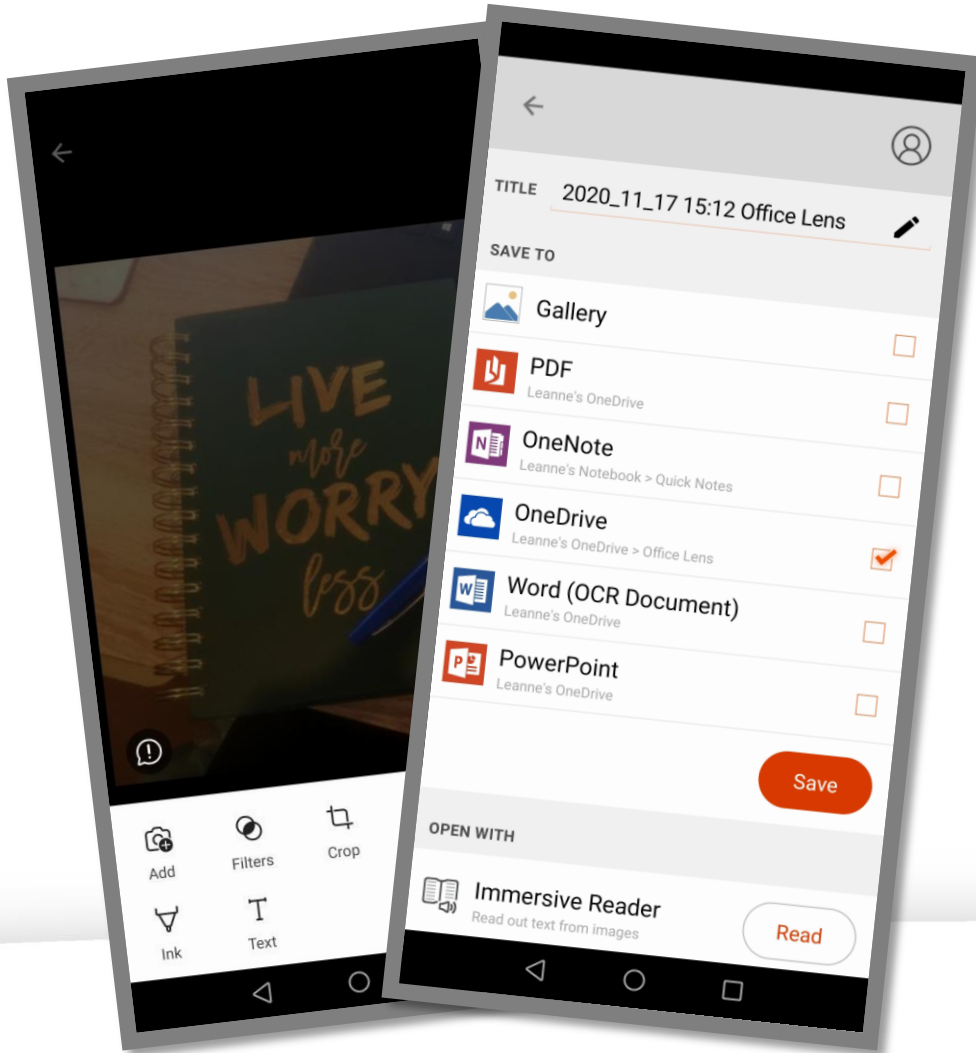 LIVE
more
WORRY
less
Add
Filters
Crop
Ink
Text
TITLE 2020_11_17 15:12 Office Lens
SAVE TO
Gallery
PDF
Leanne's OneDrive
N OneNote
Leanne's Notebook > Quick Notes
OneDrive
Leanne's OneDrive > Office Lens
W Word (OCR Document)
Leanne's OneDrive
P PowerPoint
Leanne's OneDrive
Save
OPEN WITH
Immersive Reader
Read out text from images
Read